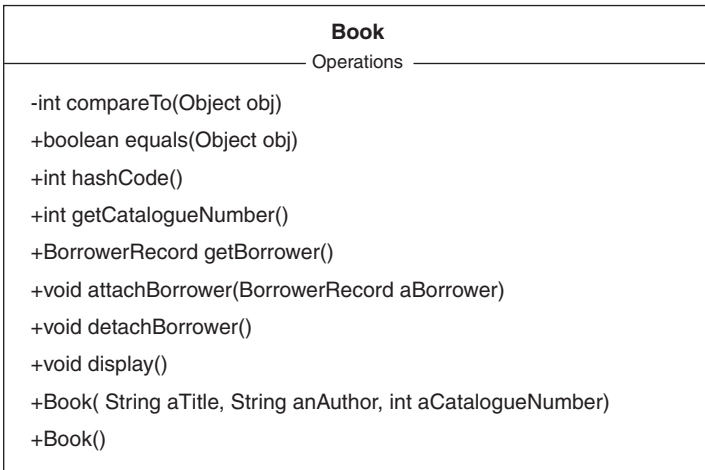 Book
Operations
-int compareTo(Object obj)
+boolean equals(Object obj)
+int hashCode()
+int getCatalogueNumber()
+BorrowerRecord getBorrower()
+void attachBorrower(BorrowerRecord aBorrower)
+void detachBorrower()
+void display()
+Book( String aTitle, String anAuthor, int aCatalogueNumber)
+Book()